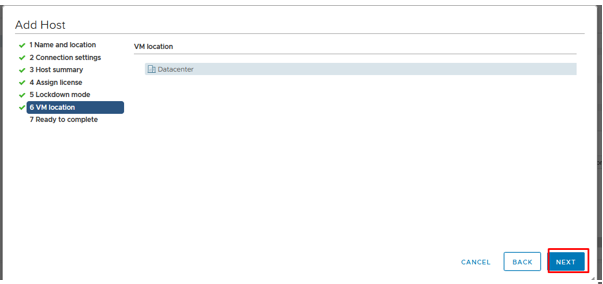 Add Host
1 Name and location
2 Connection settings
3 Host summary
4 Assign license
5 Lockdown mode
6 VM location
7 Ready to complete
VM location
Datacenter
CANCEL BACK NEXT